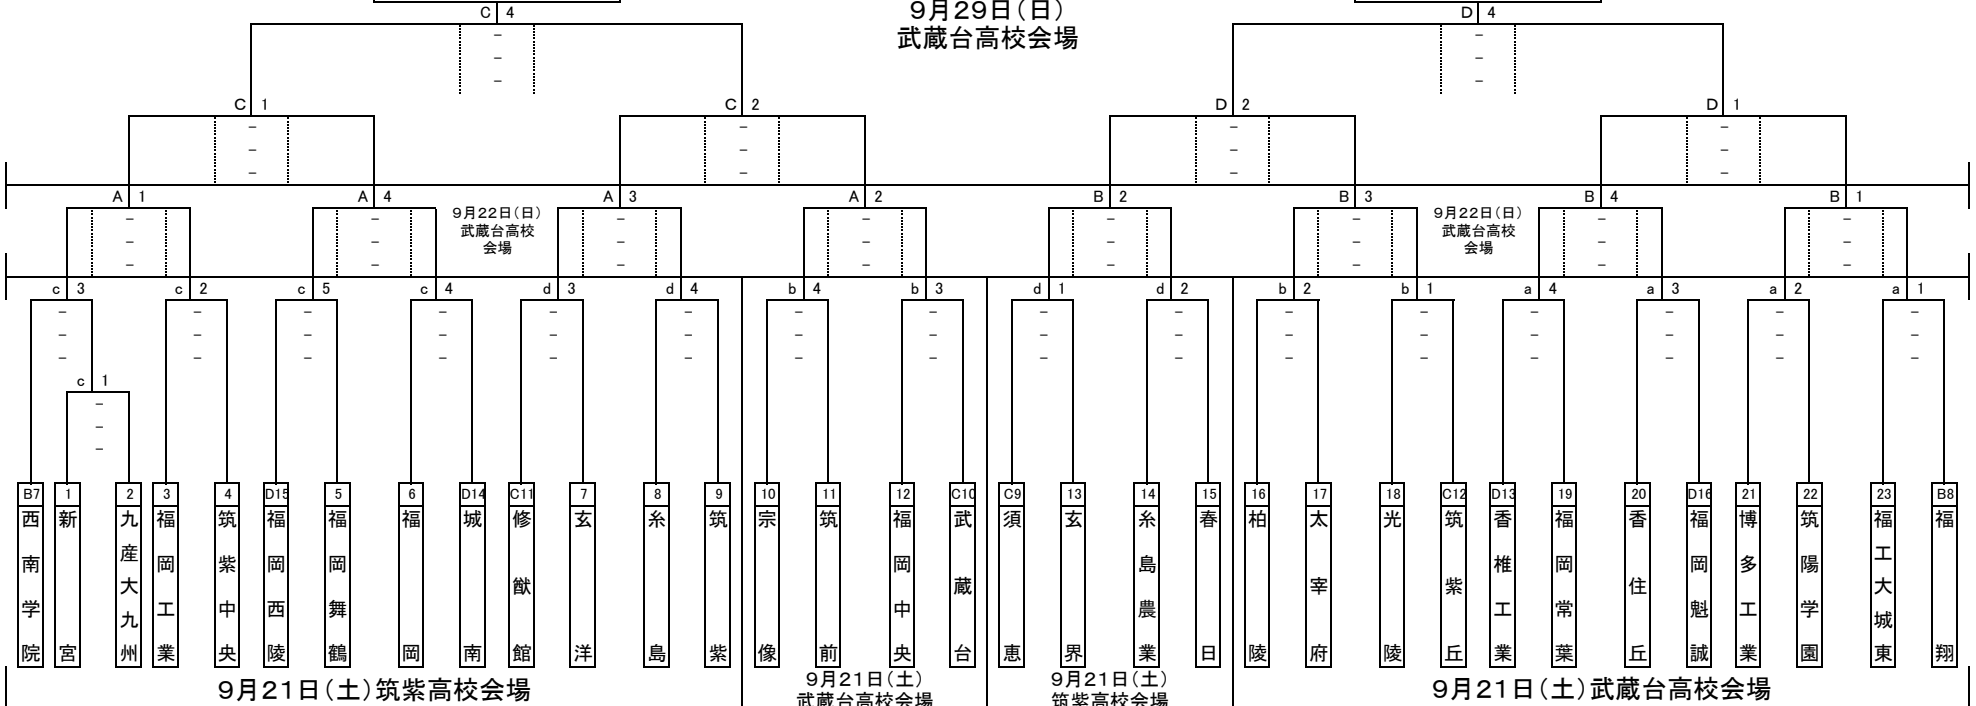 C 4
9月29日(日)
D 4
武蔵台高校会場
C 1
C 2
D 2
D 1
A 1
A 4
A 3
A 2
B 2
B 3
B 4
B 1
9月22日(日)
武蔵台高校
会場
9月22日(日)
武蔵台高校
会場
c 3
c 2
c 5
c 4
d 3
d 4
b 4
b 3
d 1
d 2
b 2
b 1
a 4
a 3
a 2
a 1
c 1
B7 西南学院
1 新宮
2 九産大九州
3 福岡工業
4 筑紫中央
D15 福岡西陵
5 福岡舞鶴
6 福岡
D14 城南
C11 修猷館
7 玄洋
8 糸島
9 筑紫
10 宗像
11 筑前
12 福岡中央
C10 武蔵台
C9 須恵
13 玄界
14 糸島農業
15 春日
16 柏陵
17 太宰府
18 光陵
C12 筑紫丘
D13 香椎工業
19 福岡常葉
20 香住丘
D16 福岡魁誠
21 博多工業
22 筑陽学園
23 福工大城東
B8 福翔
9月21日(土)筑紫高校会場
9月21日(土)
武蔵台高校会場
9月21日(土)
筑紫高校会場
9月21日(土)武蔵台高校会場